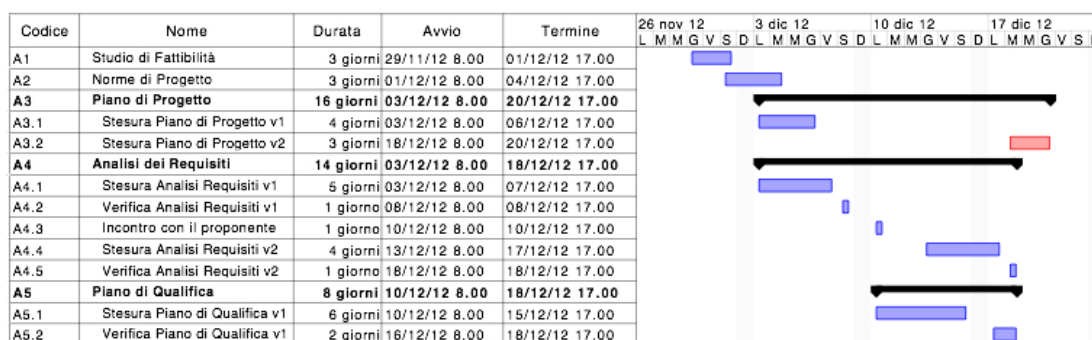 Codice Nome Durata Avvio Termine 26 nov 12 3 dic 12 10 dic 12 17 dic 12
L M M G V S D L M M G V S D L M M G V S D L M M G V S
A1 Studio di Fattibilità 3 giorni 29/11/12 8.00 01/12/12 17.00
A2 Norme di Progetto 3 giorni 01/12/12 8.00 04/12/12 17.00
A3 Piano di Progetto 16 giorni 03/12/12 8.00 20/12/12 17.00
A3.1 Stesura Piano di Progetto v1 4 giorni 03/12/12 8.00 06/12/12 17.00
A3.2 Stesura Piano di Progetto v2 3 giorni 18/12/12 8.00 20/12/12 17.00
A4 Analisi dei Requisiti 14 giorni 03/12/12 8.00 18/12/12 17.00
A4.1 Stesura Analisi Requisiti v1 5 giorni 03/12/12 8.00 07/12/12 17.00
A4.2 Verifica Analisi Requisiti v1 1 giorno 08/12/12 8.00 08/12/12 17.00
A4.3 Incontro con il proponente 1 giorno 10/12/12 8.00 10/12/12 17.00
A4.4 Stesura Analisi Requisiti v2 4 giorni 13/12/12 8.00 17/12/12 17.00
A4.5 Verifica Analisi Requisiti v2 1 giorno 18/12/12 8.00 18/12/12 17.00
A5 Piano di Qualifica 8 giorni 10/12/12 8.00 18/12/12 17.00
A5.1 Stesura Piano di Qualifica v1 6 giorni 10/12/12 8.00 15/12/12 17.00
A5.2 Verifica Piano di Qualifica v1 2 giorni 16/12/12 8.00 18/12/12 17.00